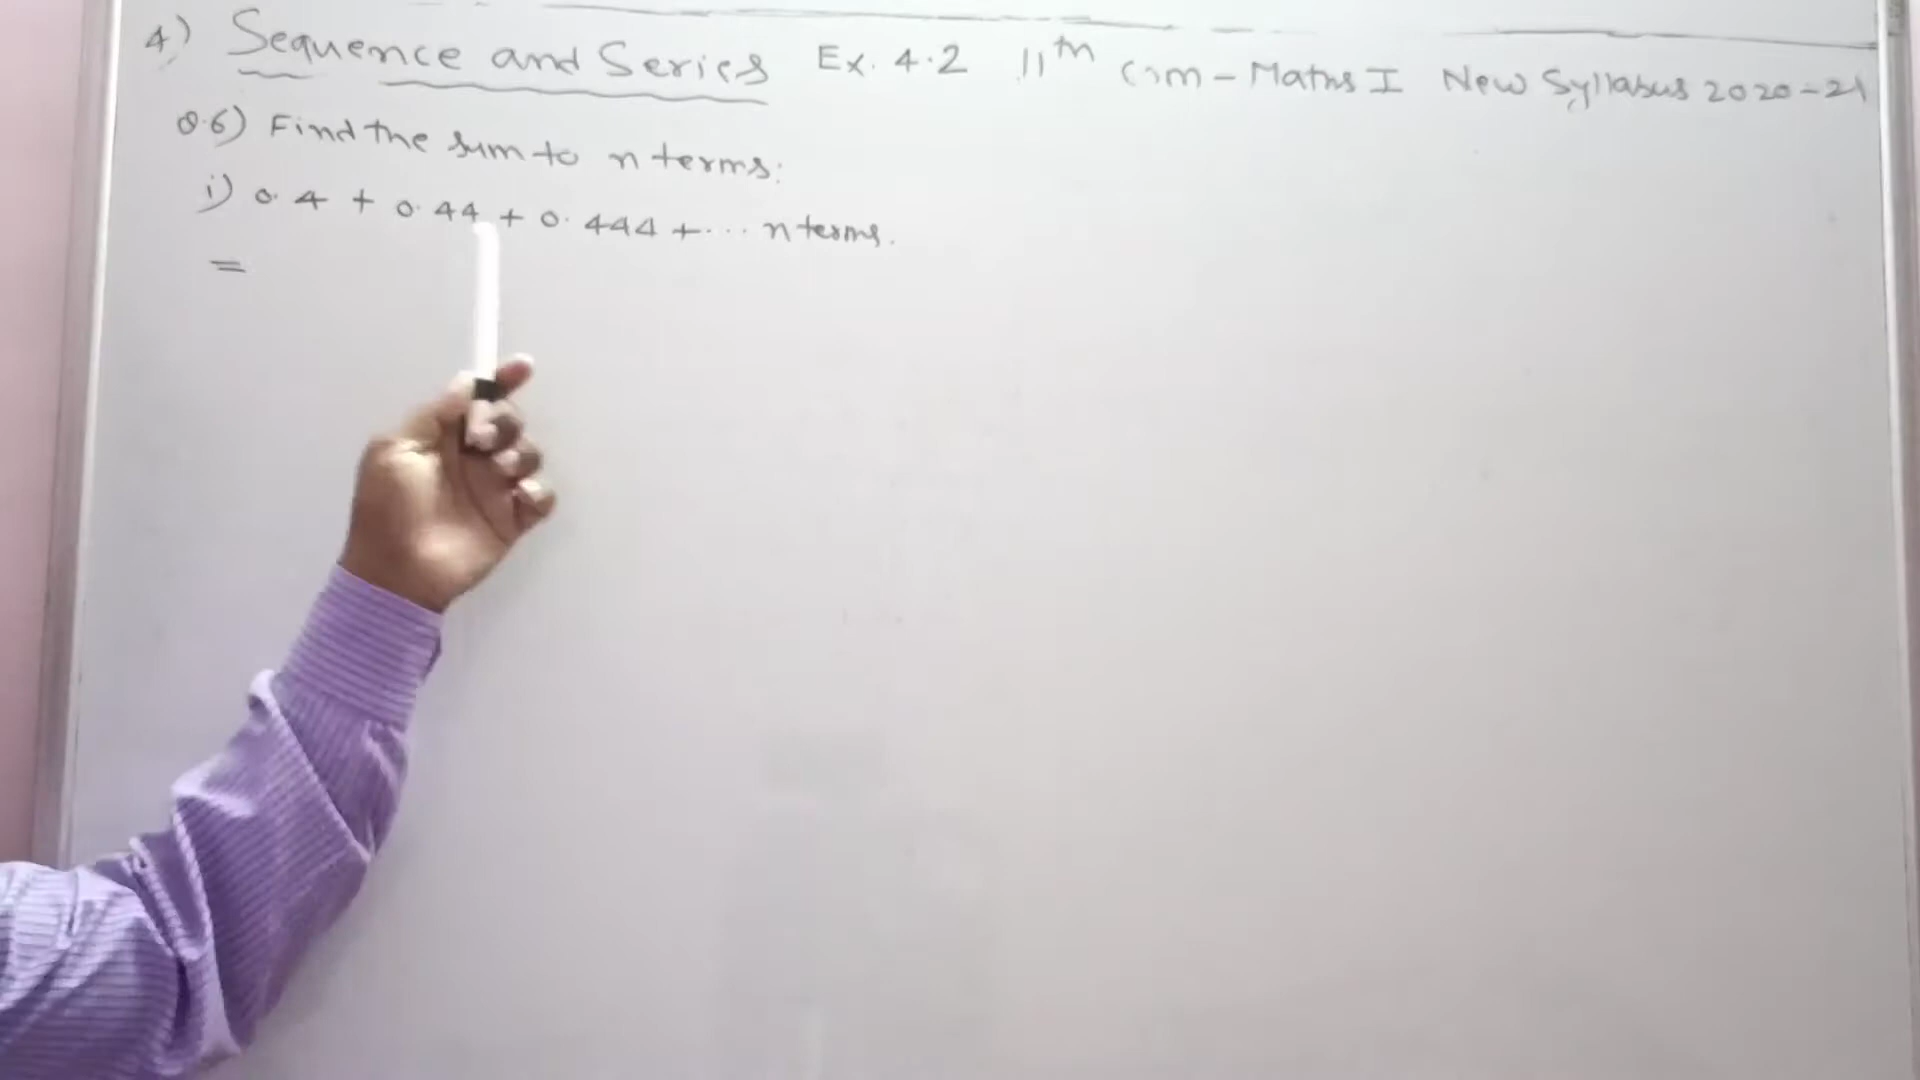 4) Sequence and Series Ex. 4.2 11th Com - Maths I New Syllabus 2020-21
Q.6) Find the sum to n terms:
i) 0.4 + 0.44 + 0.444 + ... n terms.
=